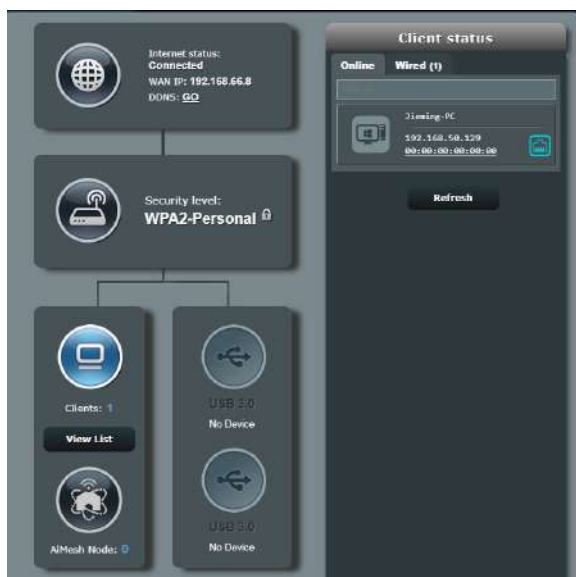 Internet status:
Connected
WAN IP: 192.168.66.8
DDNS: GO
Security level:
WPA2-Personal
Clients: 1
View List
AiMesh Node: 0
USB 3.0
No Device
USB 3.0
No Device
Client status
Online Wired (1)
Jieming-PC
192.168.50.129
00:00:00:00:00:00
Refresh